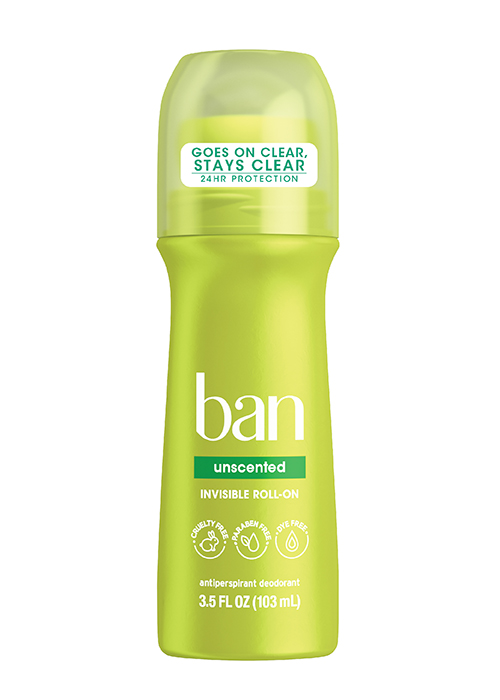 GOES ON CLEAR,
STAYS CLEAR
24HR PROTECTION
ban
unscented
INVISIBLE ROLL-ON
CRUELTY FREE
PARABEN FREE
DYE FREE
antiperspirant deodorant
3.5 FL OZ (103 mL)